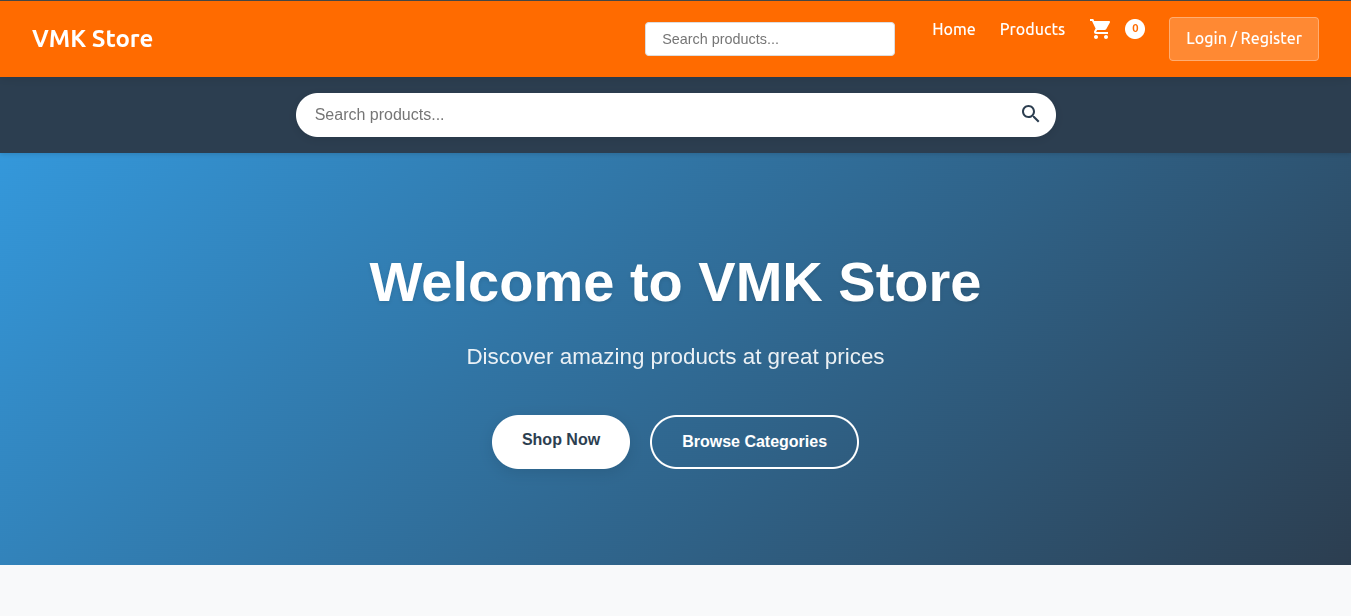 VMK Store
Search products...
Home
Products
0
Login / Register
Search products...
Welcome to VMK Store
Discover amazing products at great prices
Shop Now
Browse Categories